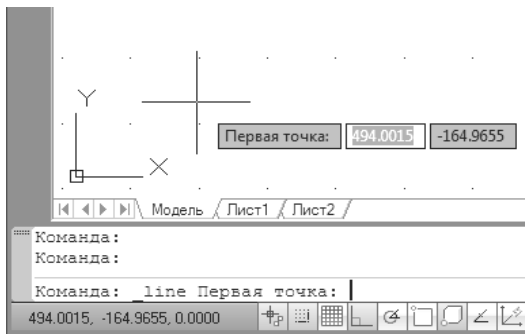 Y
Первая точка: 494.0015 -164.9655
X
Модель Лист1 Лист2
Команда:
Команда:
Команда: _line Первая точка:
494.0015, -164.9655, 0.0000